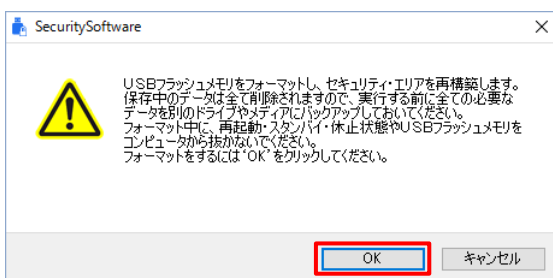 SecuritySoftware
USBフラッシュメモリをフォーマットし、セキュリティ・エリアを再構築します。
保存中のデータは全て削除されますので、実行する前に全ての必要な
データを別のドライブやメディアにバックアップしておいてください。
フォーマット中に、再起動・スタンバイ・休止状態やUSBフラッシュメモリを
コンピュータから抜かないでください。
フォーマットをするには'OK'をクリックしてください。
OK
キャンセル